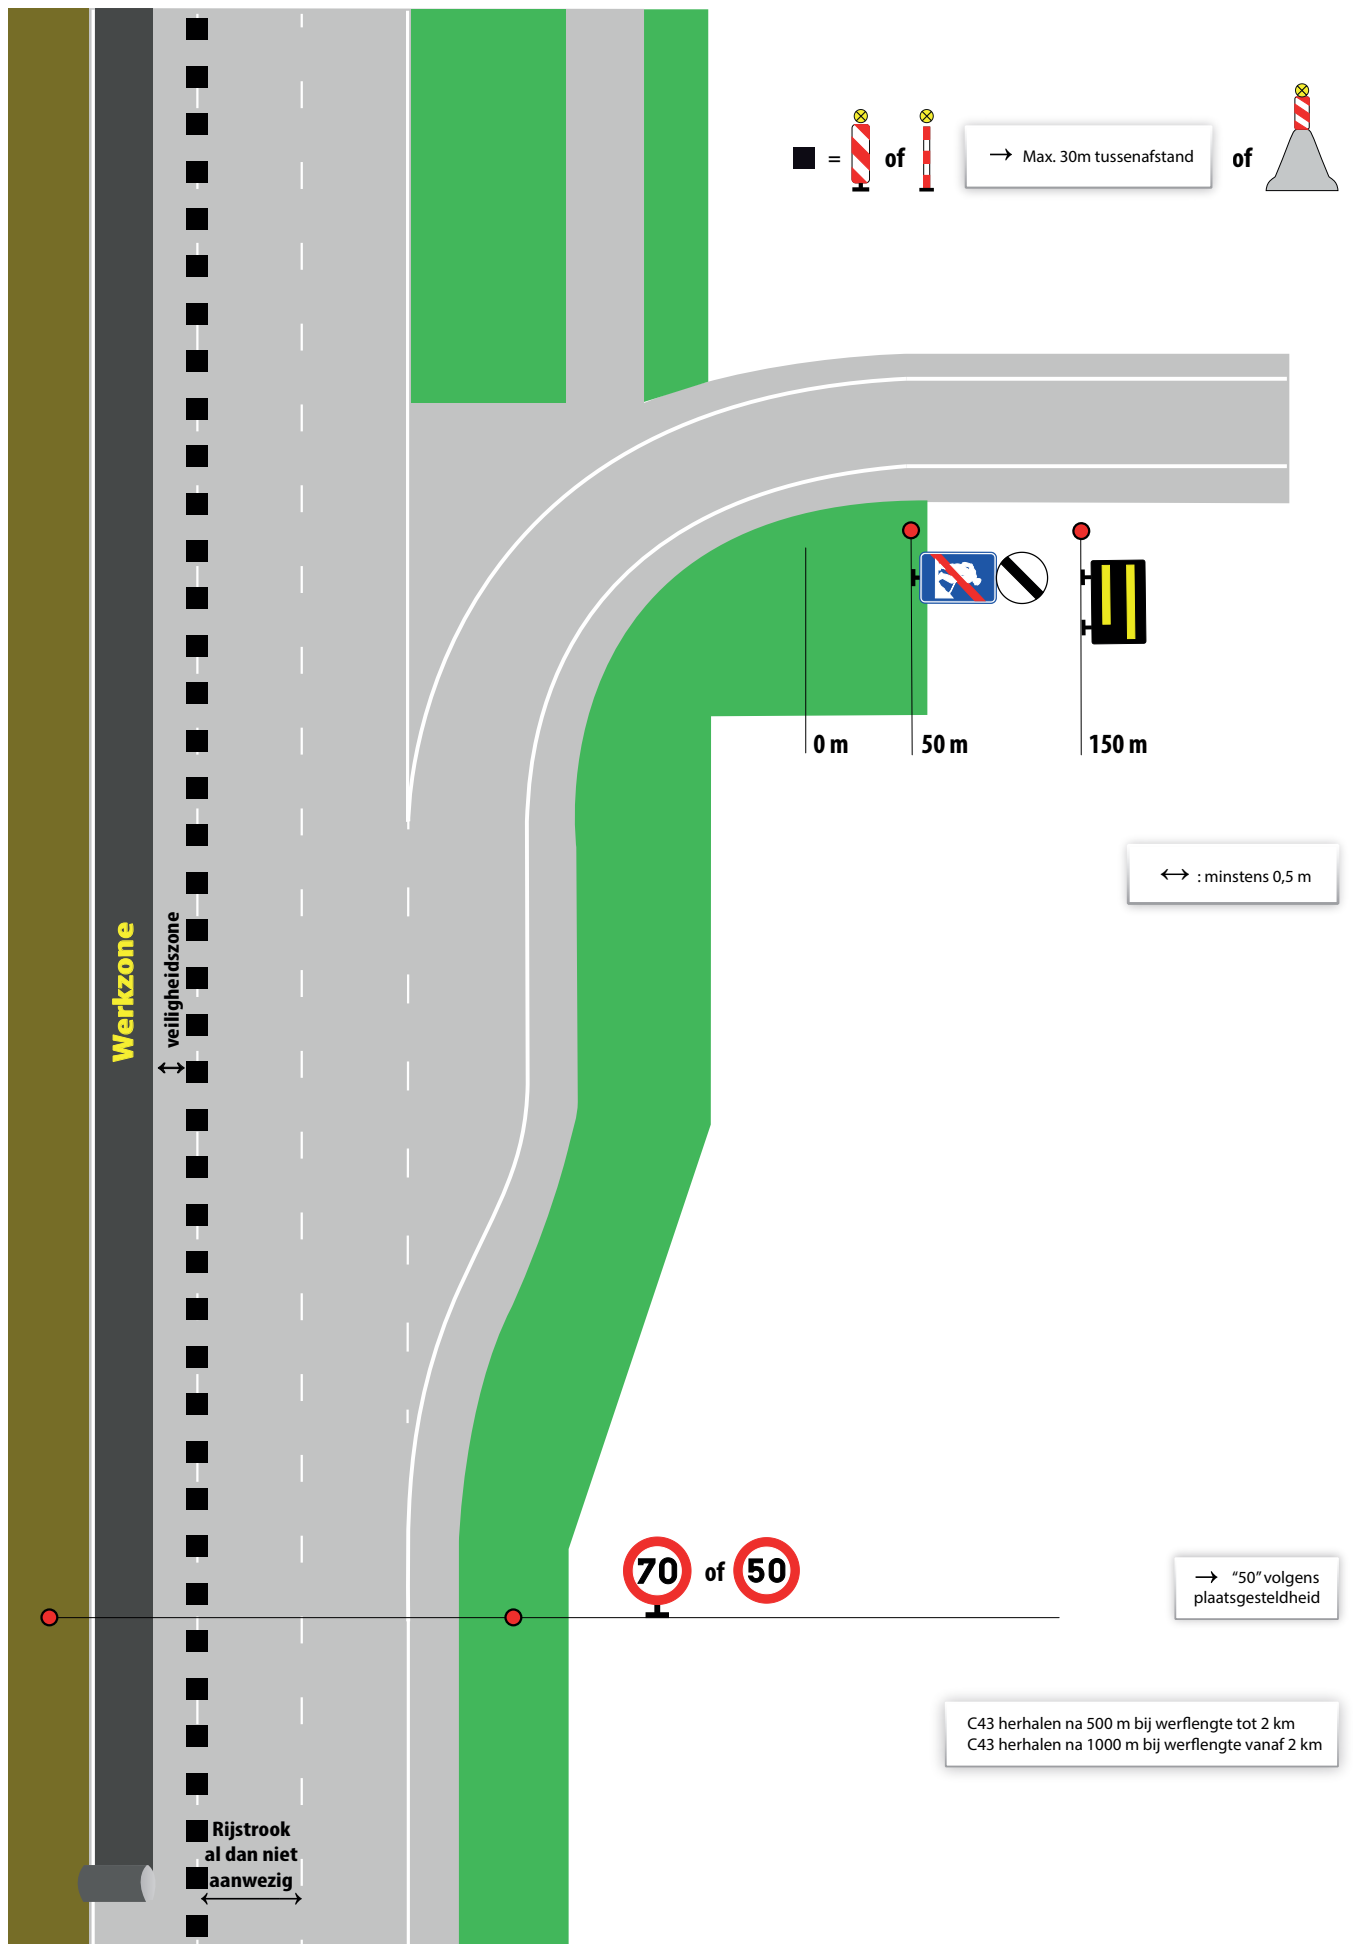 = of → Max. 30m tussenafstand of
0 m
50 m
150 m
↔ : minstens 0,5 m
Werkzone
veiligheidszone
70 of 50
→ “50” volgens
plaatsgesteldheid
C43 herhalen na 500 m bij werflengte tot 2 km
C43 herhalen na 1000 m bij werflengte vanaf 2 km
Rijstrook
al dan niet
aanwezig